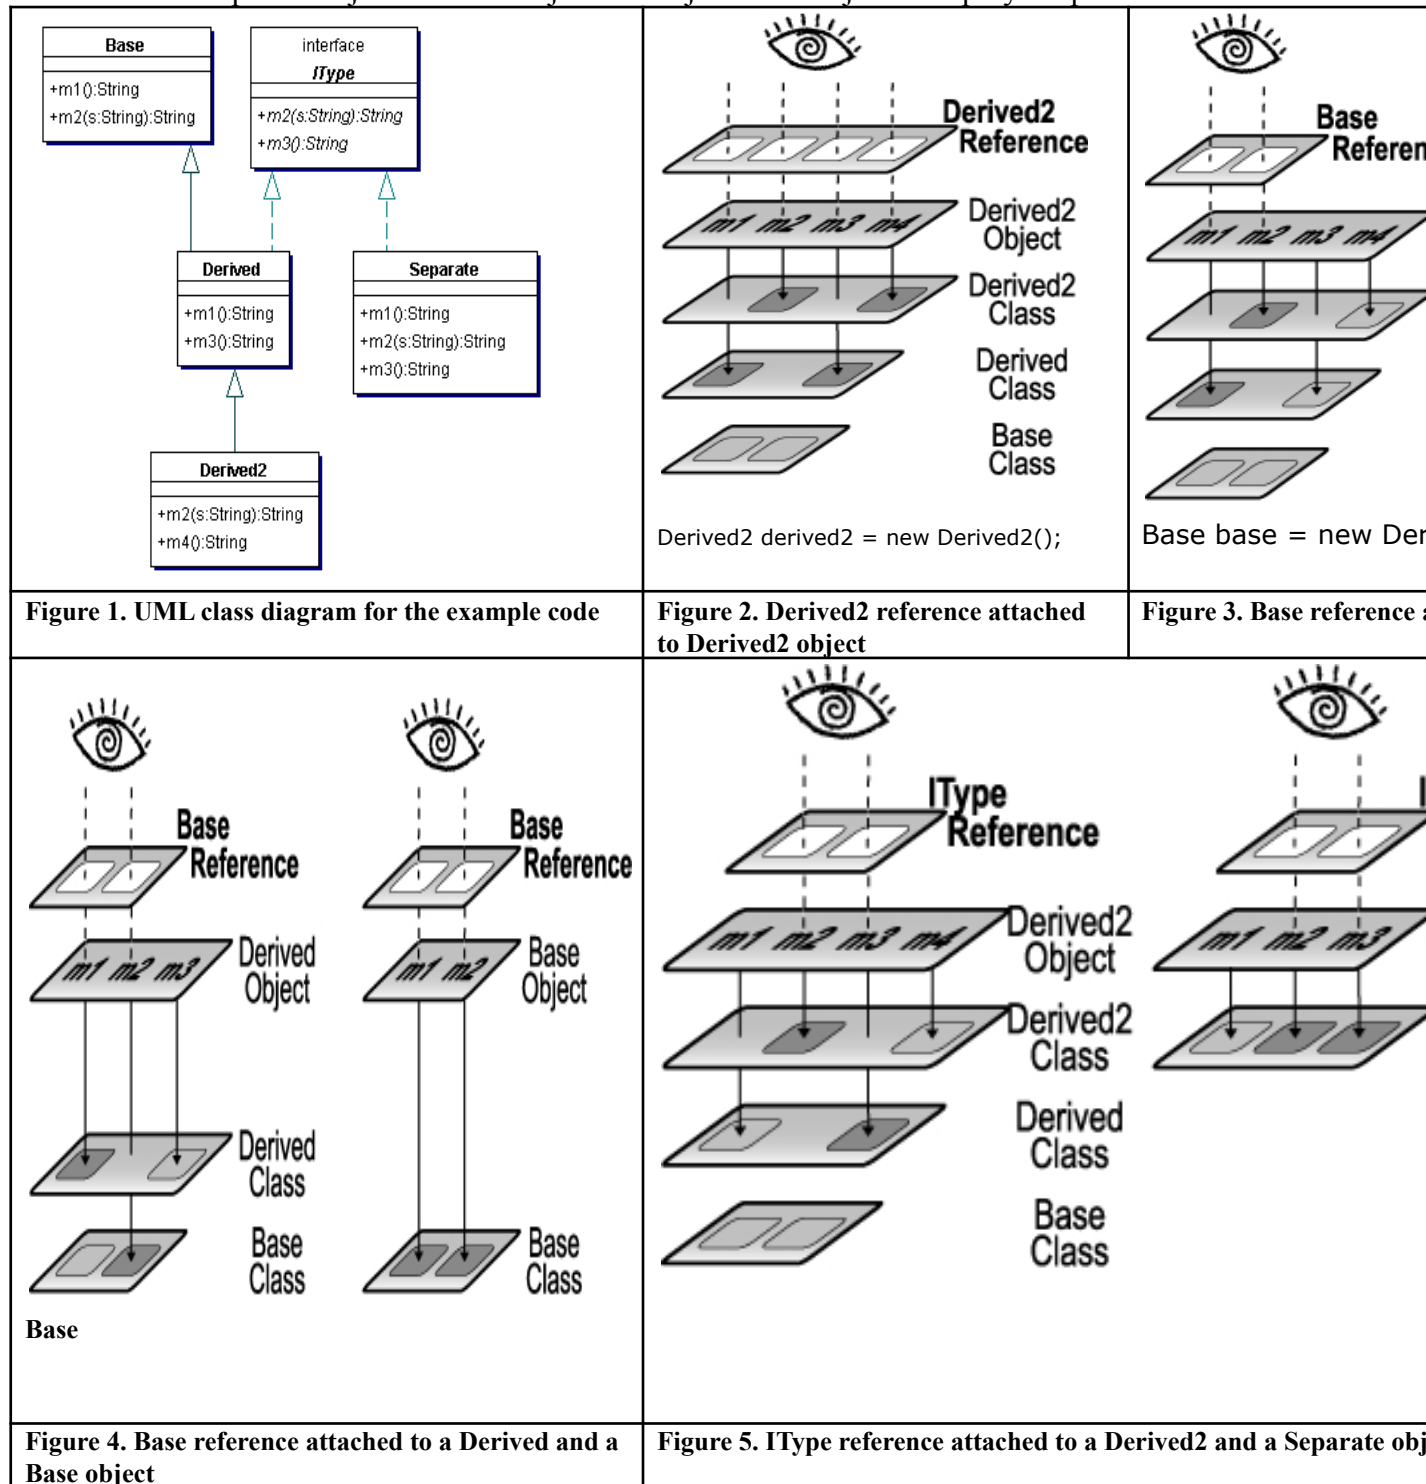 Base
+m1():String
+m2(s:String):String
interface
IType
+m2(s:String):String
+m3():String
Derived
+m1():String
+m3():String
Separate
+m1():String
+m2(s:String):String
+m3():String
Derived2
+m2(s:String):String
+m4():String
Derived2
Reference
m1 m2 m3 m4
Derived2
Object
Derived2
Class
Derived
Class
Base
Class
Derived2 derived2 = new Derived2();
Base
Referen
m1 m2 m3 m4
Base base = new Der
Figure 1. UML class diagram for the example code
Figure 2. Derived2 reference attached
to Derived2 object
Figure 3. Base reference a
Base
Reference
m1 m2 m3
Derived
Object
Derived
Class
Base
Class
Base
Reference
m1 m2
Base
Object
Base
Class
Base
IType
Reference
m1 m2 m3 m4
Derived2
Object
Derived2
Class
Derived
Class
Base
Class
I
m1 m2 m3
Figure 4. Base reference attached to a Derived and a
Base object
Figure 5. IType reference attached to a Derived2 and a Separate obj